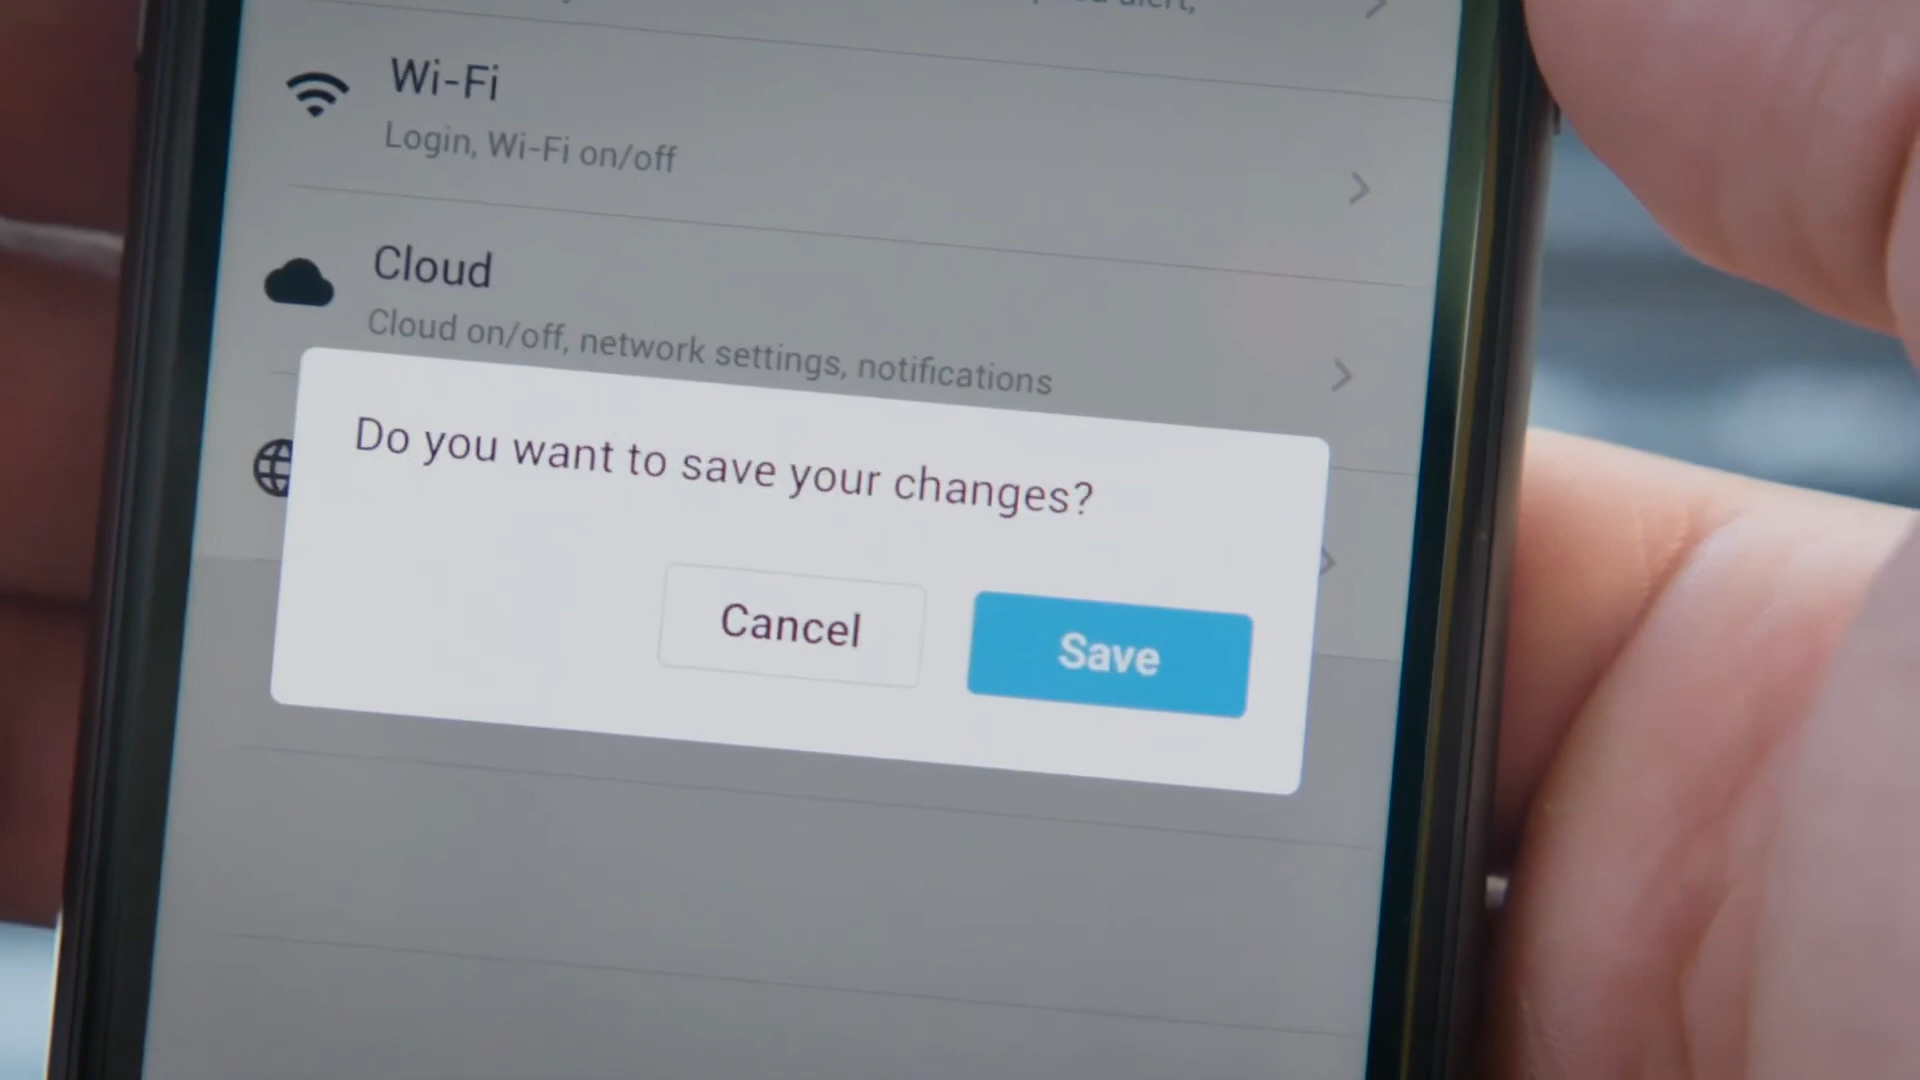 alert,
Wi-Fi
Login, Wi-Fi on/off
Cloud
Cloud on/off, network settings, notifications
Do you want to save your changes?
Cancel
Save